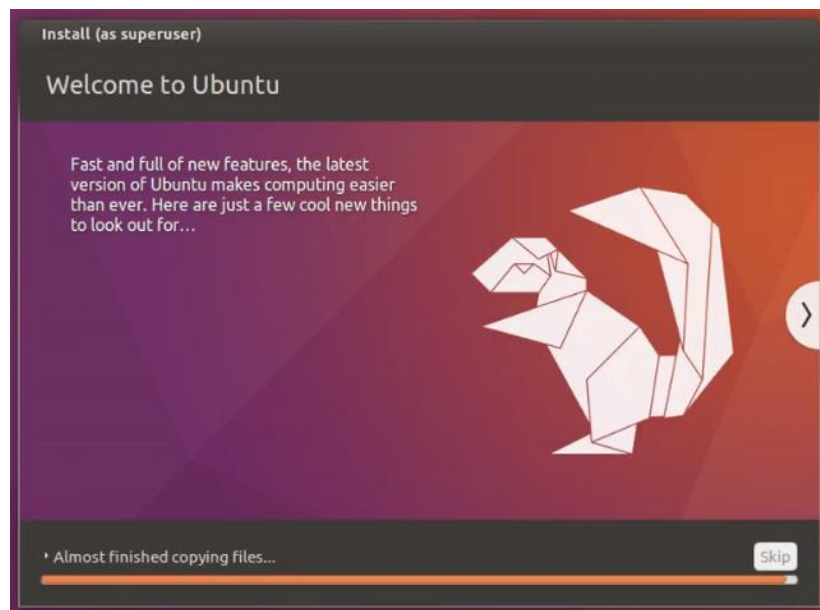 Install (as superuser)
Welcome to Ubuntu
Fast and full of new features, the latest
version of Ubuntu makes computing easier
than ever. Here are just a few cool new things
to look out for...
Almost finished copying files...
Skip